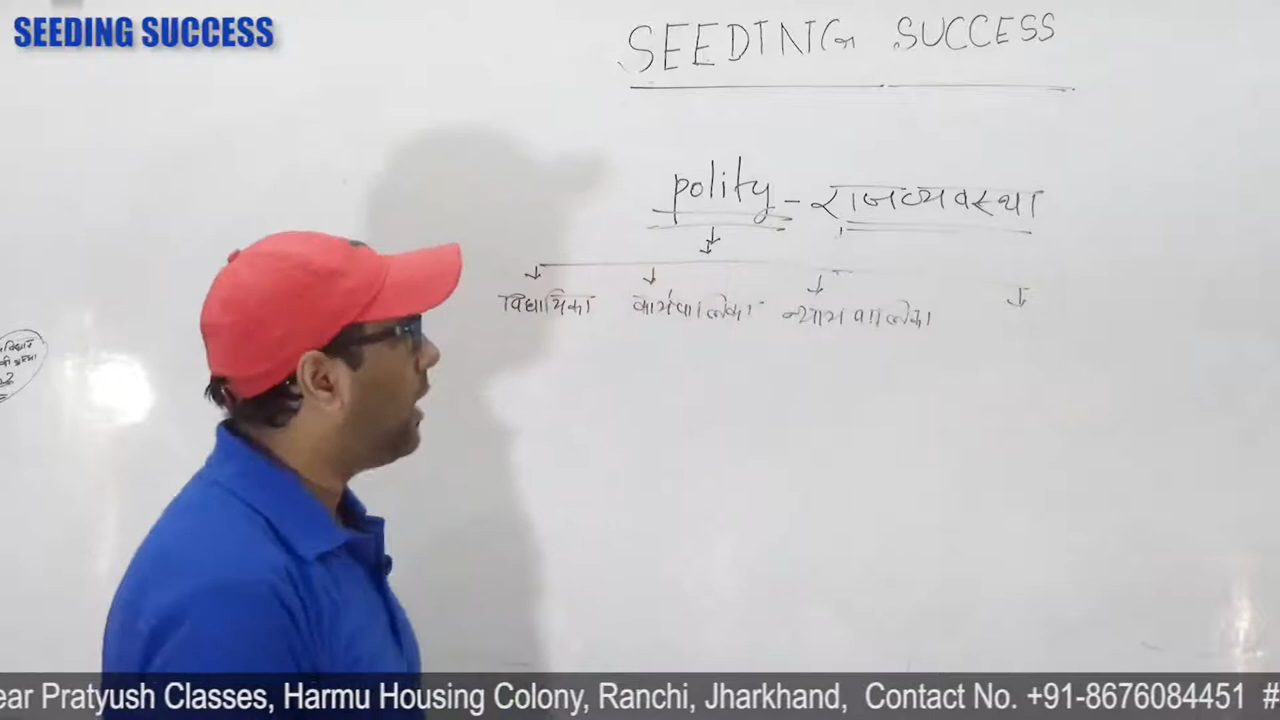 SEEDING SUCCESS
SEEDING SUCCESS
polity - राजव्यवस्था
विधायिका कार्यपालिका न्यायपालिका
ear Pratyush Classes, Harmu Housing Colony, Ranchi, Jharkhand, Contact No. +91-8676084451 #